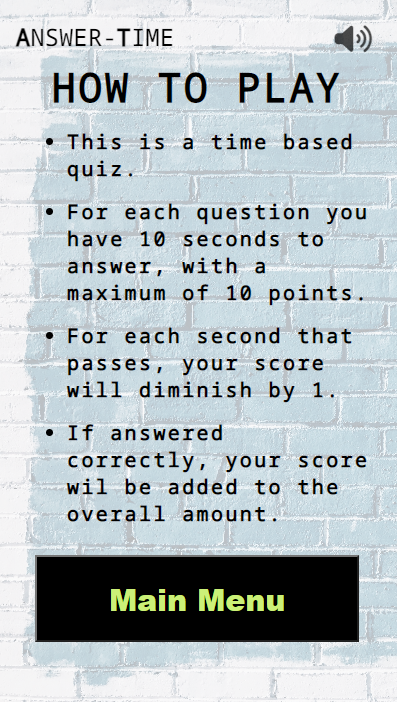 ANSWER-TIME
HOW TO PLAY
• This is a time based
quiz.
• For each question you
have 10 seconds to
answer, with a
maximum of 10 points.
• For each second that
passes, your score
will diminish by 1.
• If answered
correctly, your score
wil be added to the
overall amount.
Main Menu